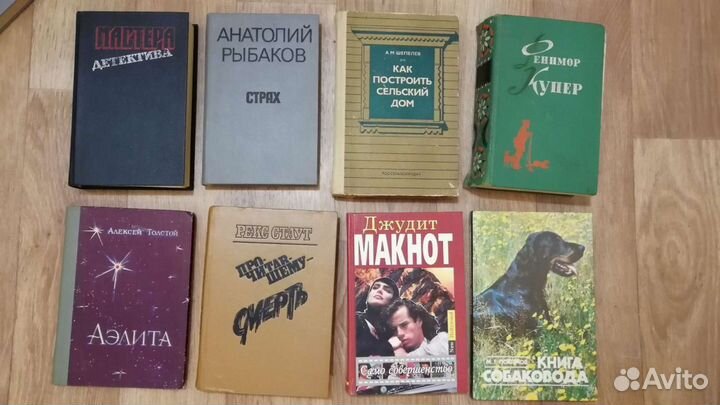 МАСТЕРА
ДЕТЕКТИВА
АНАТОЛИЙ
РЫБАКОВ
СТРАХ
А.М.ШЕПЕЛЕВ
КАК
ПОСТРОИТЬ
СЕЛЬСКИЙ
ДОМ
РОССЕЛЬХОЗИЗДАТ
Фенимор
Купер
АЛЕКСЕЙ ТОЛСТОЙ
АЭЛИТА
РЕКС СТАУТ
ПРО-
ЧИТАВ-
ШЕМУ—
СМЕРТЬ
Джудит
МАКНОТ
Само совершенство
КНИГА
СОБАКОВОДА
Avito